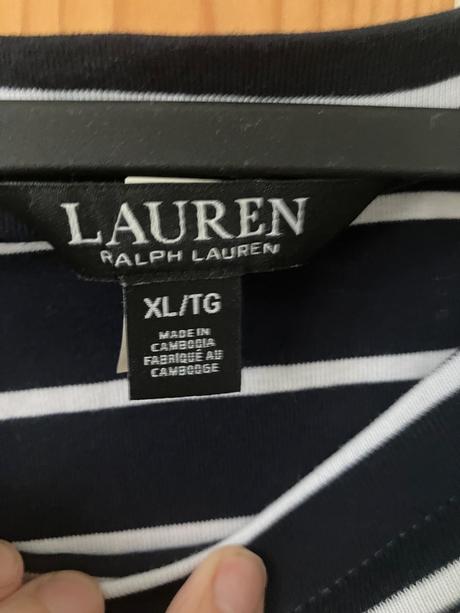 LAUREN
RALPH LAUREN
XL/TG
MADE IN
CAMBODIA
FABRIQUÉ AU
CAMBODGE